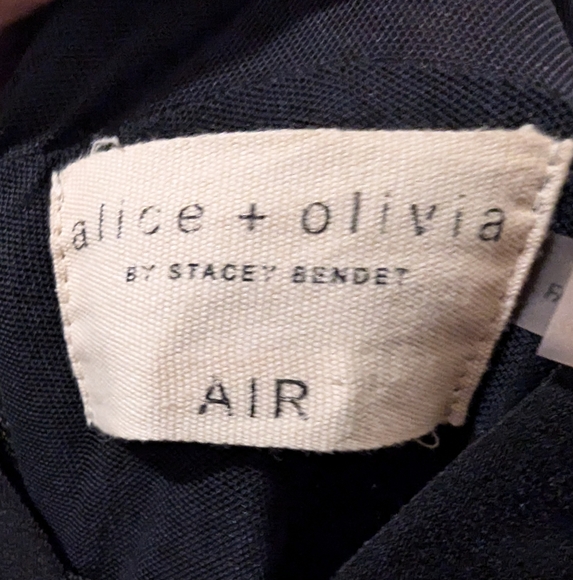 alice + olivia
BY STACEY BENDET
AIR